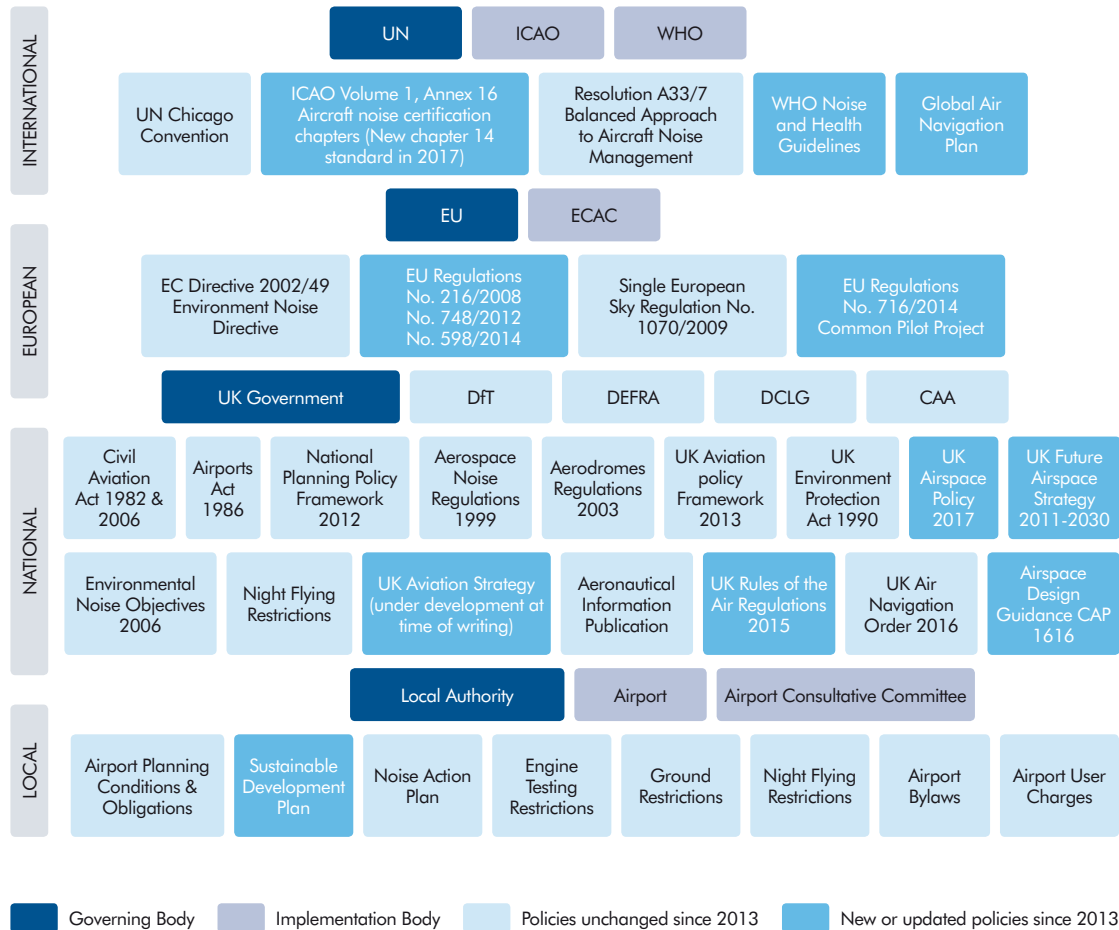 INTERNATIONAL
UN
ICAO
WHO
UN Chicago
Convention
ICAO Volume 1, Annex 16
Aircraft noise certification
chapters (New chapter 14
standard in 2017)
Resolution A33/7
Balanced Approach
to Aircraft Noise
Management
WHO Noise
and Health
Guidelines
Global Air
Navigation
Plan
EUROPEAN
EU
ECAC
EC Directive 2002/49
Environment Noise
Directive
EU Regulations
No. 216/2008
No. 748/2012
No. 598/2014
Single European
Sky Regulation No.
1070/2009
EU Regulations
No. 716/2014
Common Pilot Project
NATIONAL
UK Government
DfT
DEFRA
DCLG
CAA
Civil
Aviation
Act 1982 &
2006
Airports
Act
1986
National
Planning Policy
Framework
2012
Aerospace
Noise
Regulations
1999
Aerodromes
Regulations
2003
UK Aviation
policy
Framework
2013
UK
Environment
Protection
Act 1990
UK
Airspace
Policy
2017
UK Future
Airspace
Strategy
2011-2030
Environmental
Noise Objectives
2006
Night Flying
Restrictions
UK Aviation Strategy
(under development at
time of writing)
Aeronautical
Information
Publication
UK Rules of the
Air Regulations
2015
UK Air
Navigation
Order 2016
Airspace
Design
Guidance CAP
1616
LOCAL
Local Authority
Airport
Airport Consultative Committee
Airport Planning
Conditions &
Obligations
Sustainable
Development
Plan
Noise Action
Plan
Engine
Testing
Restrictions
Ground
Restrictions
Night Flying
Restrictions
Airport
Bylaws
Airport User
Charges
Governing Body
Implementation Body
Policies unchanged since 2013
New or updated policies since 2013